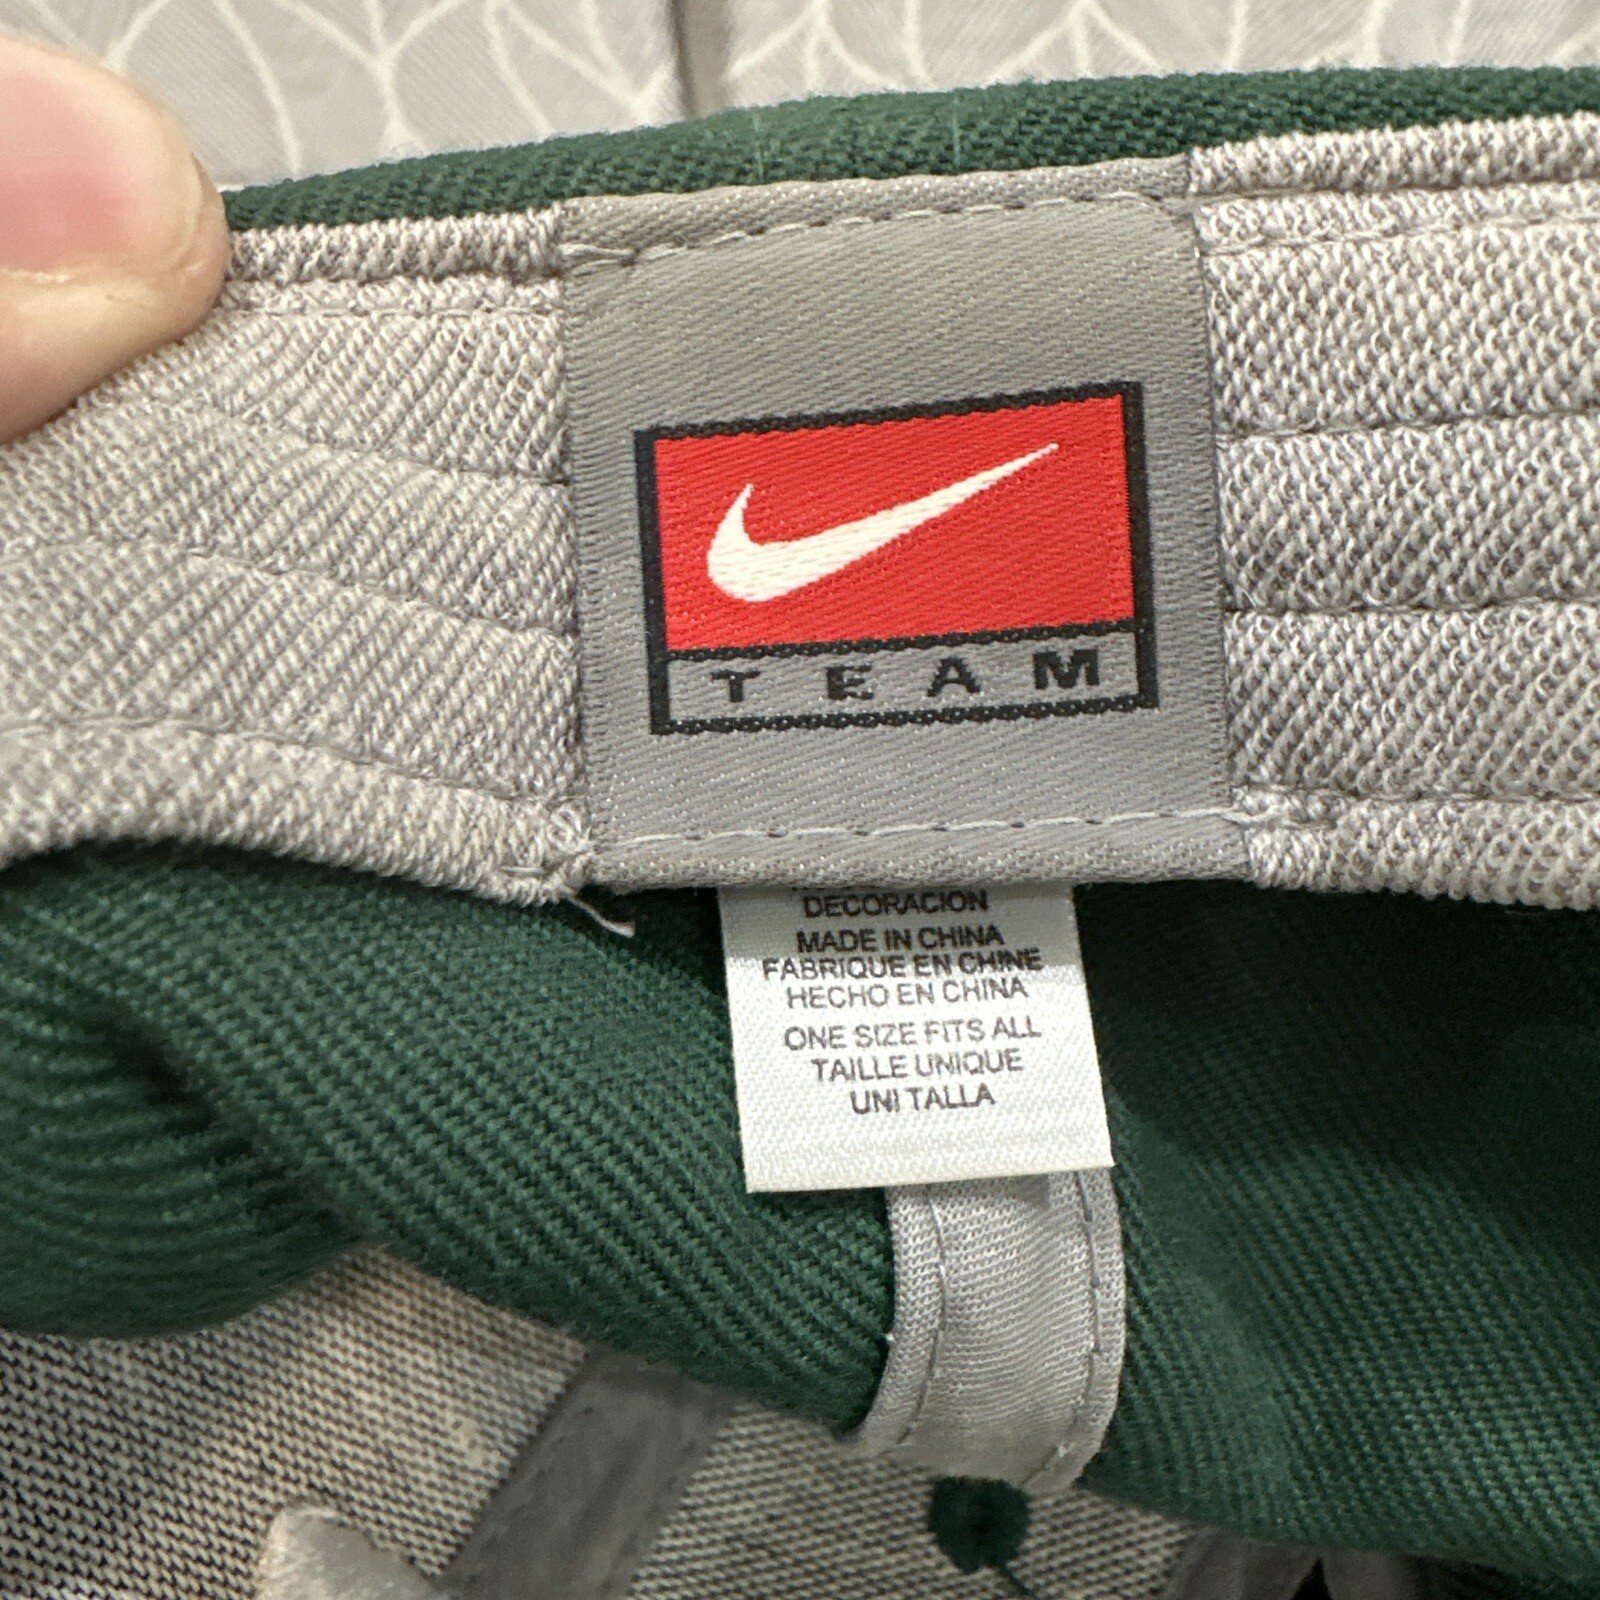 TEAM
DECORACION
MADE IN CHINA
FABRIQUE EN CHINE
HECHO EN CHINA
ONE SIZE FITS ALL
TAILLE UNIQUE
UNI TALLA